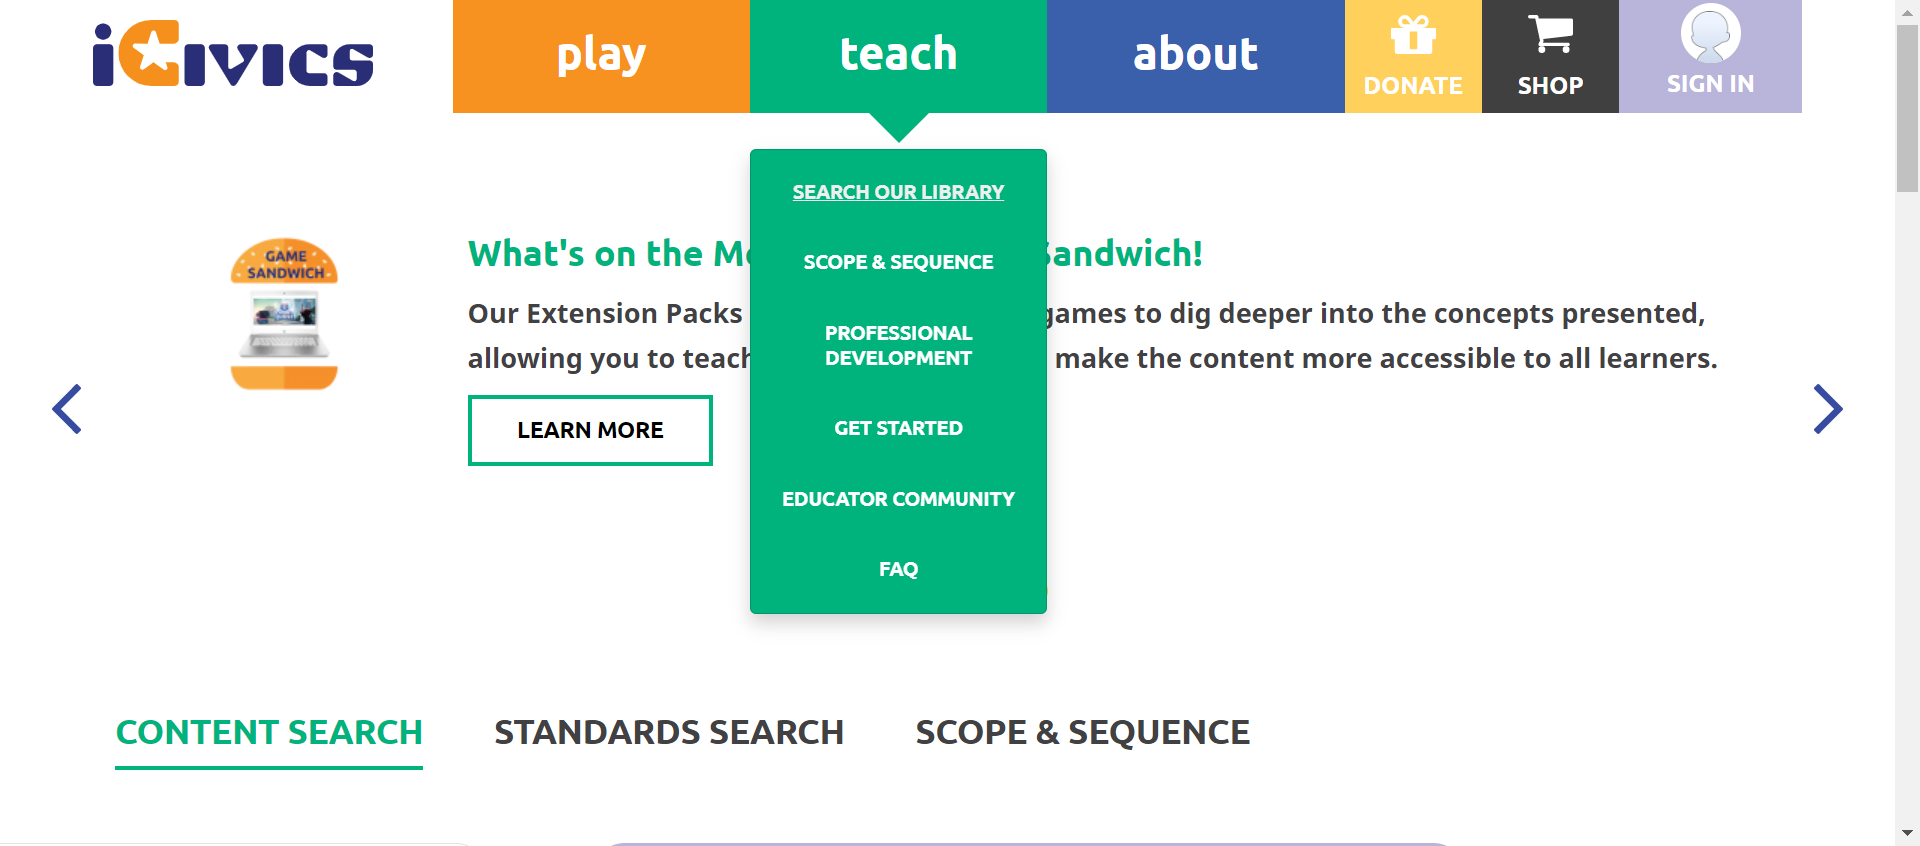 iCivics
play
teach
about
DONATE
SHOP
SIGN IN
SEARCH OUR LIBRARY
SCOPE & SEQUENCE
PROFESSIONAL
DEVELOPMENT
GET STARTED
EDUCATOR COMMUNITY
FAQ
GAME
SANDWICH
What's on the M Sandwich!
Our Extension Packs games to dig deeper into the concepts presented,
allowing you to teach make the content more accessible to all learners.
LEARN MORE
CONTENT SEARCH
STANDARDS SEARCH
SCOPE & SEQUENCE